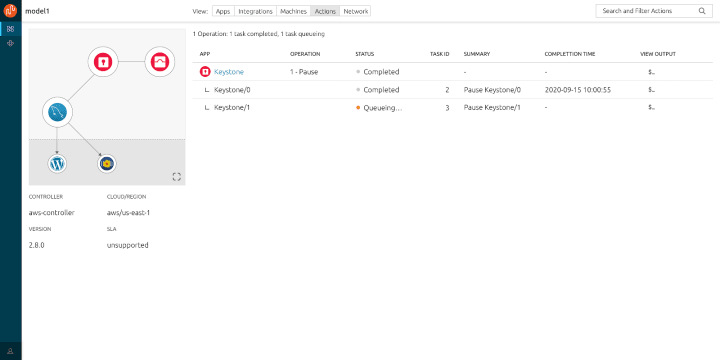 model1
View: Apps Integrations Machines Actions Network
Search and Filter Actions
1 Operation: 1 task completed, 1 task queueing
APP OPERATION STATUS TASK ID SUMMARY COMPLETTION TIME VIEW OUTPUT
Keystone 1 - Pause Completed - - $_
Keystone/0 Completed 2 Pause Keystone/0 2020-09-15 10:00:55 $_
Keystone/1 Queueing... 3 Pause Keystone/1 - $_
CONTROLLER CLOUD/REGION
aws-controller aws/us-east-1
VERSION SLA
2.8.0 unsupported